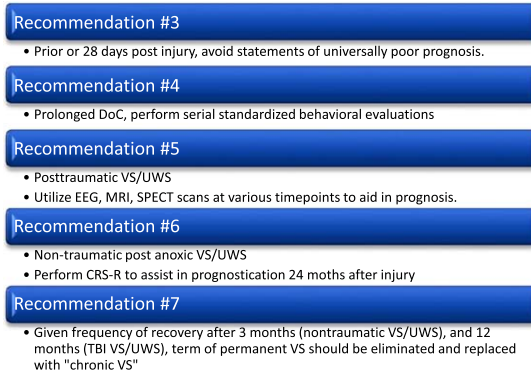 Recommendation #3
• Prior or 28 days post injury, avoid statements of universally poor prognosis.
Recommendation #4
• Prolonged DoC, perform serial standardized behavioral evaluations
Recommendation #5
• Posttraumatic VS/UWS
• Utilize EEG, MRI, SPECT scans at various timepoints to aid in prognosis.
Recommendation #6
• Non-traumatic post anoxic VS/UWS
• Perform CRS-R to assist in prognostication 24 moths after injury
Recommendation #7
• Given frequency of recovery after 3 months (nontraumatic VS/UWS), and 12
months (TBI VS/UWS), term of permanent VS should be eliminated and replaced
with "chronic VS"